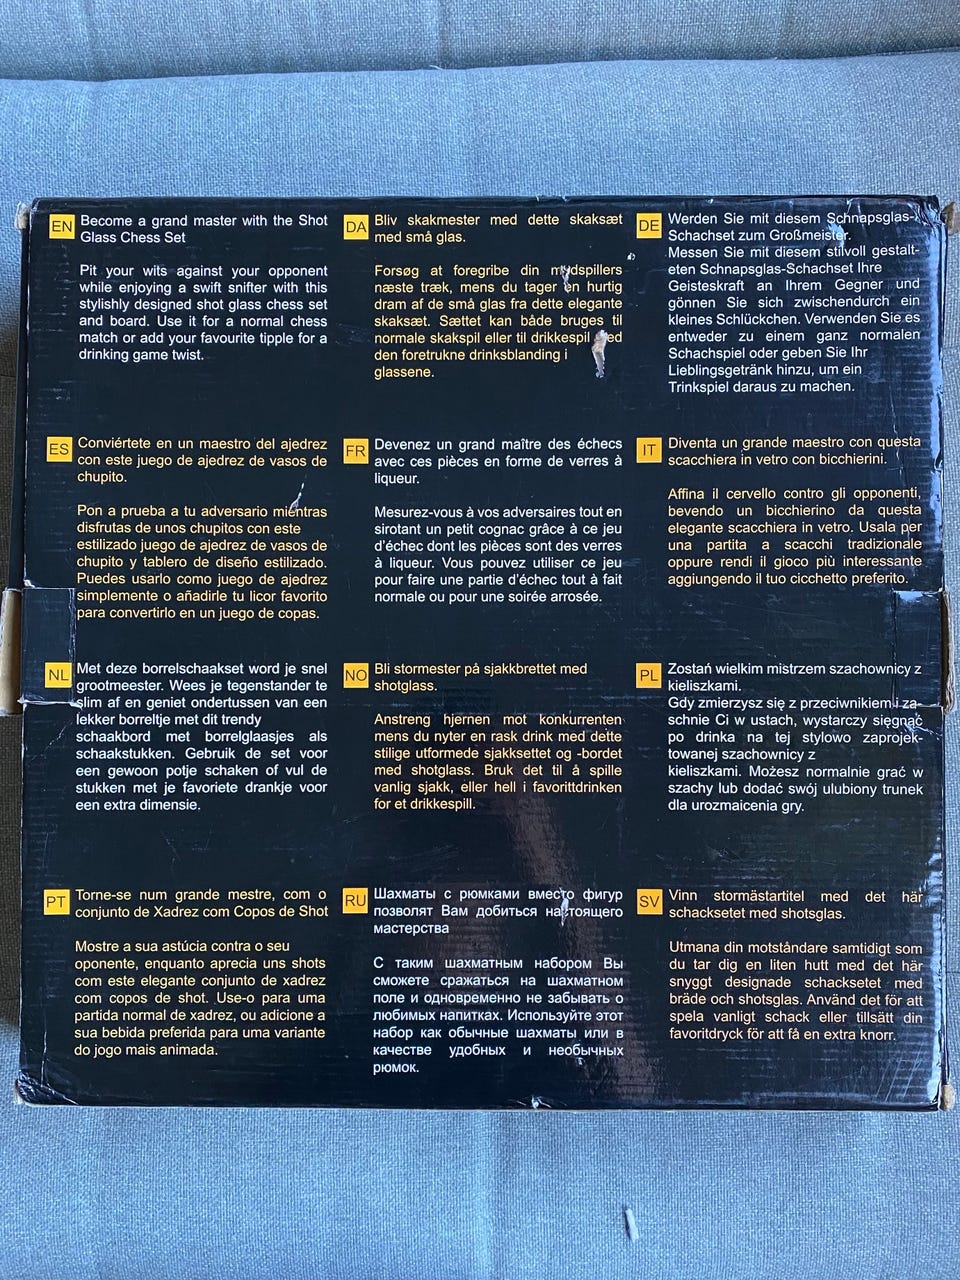 EN
Become a grand master with the Shot
Glass Chess Set
Pit your wits against your opponent
while enjoying a swift snifter with this
stylishly designed shot glass chess set
and board. Use it for a normal chess
match or add your favourite tipple for a
drinking game twist.
DA
Bliv skakmester med dette skaksæt
med små glas.
Forsøg at foregribe din medspillers
næste træk, mens du tager en hurtig
dram af de små glas fra dette elegante
skaksæt. Sættet kan både bruges til
normale skakspil eller til drikkespil med
den foretrukne drinksblanding i
glassene.
DE
Werden Sie mit diesem Schnapsglas-
Schachset zum Großmeister.
Messen Sie mit diesem stilvoll gestalt-
eten Schnapsglas-Schachset Ihre
Geisteskraft an Ihrem Gegner und
gönnen Sie sich zwischendurch ein
kleines Schlückchen. Verwenden Sie es
entweder zu einem ganz normalen
Schachspiel oder geben Sie Ihr
Lieblingsgetränk hinzu, um ein
Trinkspiel daraus zu machen.
ES
Conviértete en un maestro del ajedrez
con este juego de ajedrez de vasos de
chupito.
Pon a prueba a tu adversario mientras
disfrutas de unos chupitos con este
estilizado juego de ajedrez de vasos de
chupito y tablero de diseño estilizado.
Puedes usarlo como juego de ajedrez
simplemente o añadirle tu licor favorito
para convertirlo en un juego de copas.
FR
Devenez un grand maître des échecs
avec ces pièces en forme de verres à
liqueur.
Mesurez-vous à vos adversaires tout en
sirotant un petit cognac grâce à ce jeu
d'échec dont les pièces sont des verres
à liqueur. Vous pouvez utiliser ce jeu
pour faire une partie d'échec tout à fait
normale ou pour une soirée arrosée.
IT
Diventa un grande maestro con questa
scacchiera in vetro con bicchierini.
Affina il cervello contro gli opponenti,
bevendo un bicchierino da questa
elegante scacchiera in vetro. Usala per
una partita a scacchi tradizionale
oppure rendi il gioco più interessante
aggiungendo il tuo cicchetto preferito.
NL
Met deze borrelschaakset word je snel
grootmeester. Wees je tegenstander te
slim af en geniet ondertussen van een
lekker borreltje met dit trendy
schaakbord met borrelglaasjes als
schaakstukken. Gebruik de set voor
een gewoon potje schaken of vul de
stukken met je favoriete drankje voor
een extra dimensie.
NO
Bli stormester på sjakkbrettet med
shotglass.
Anstreng hjernen mot konkurrenten
mens du nyter en rask drink med dette
stilige utformede sjakksettet og -bordet
med shotglass. Bruk det til å spille
vanlig sjakk, eller hell i favorittdrinken
for et drikkespill.
PL
Zostań wielkim mistrzem szachownicy z
kieliszkami.
Gdy zmierzysz się z przeciwnikiem i za-
schnie Ci w ustach, wystarczy sięgnąć
po drinka na tej stylowo zaprojek-
towanej szachownicy z
kieliszkami. Możesz normalnie grać w
szachy lub dodać swój ulubiony trunek
dla urozmaicenia gry.
PT
Torne-se num grande mestre, com o
conjunto de Xadrez com Copos de Shot
Mostre a sua astúcia contra o seu
oponente, enquanto aprecia uns shots
com este elegante conjunto de xadrez
com copos de shot. Use-o para uma
partida normal de xadrez, ou adicione a
sua bebida preferida para uma variante
do jogo mais animada.
RU
Шахматы с рюмками вместо фигур
позволят Вам добиться настоящего
мастерства
С таким шахматным набором Вы
сможете сражаться на шахматном
поле и одновременно не забывать о
любимых напитках. Используйте этот
набор как обычные шахматы или в
качестве удобных и необычных
рюмок.
SV
Vinn stormästartitel med det här
schacksetet med shotsglas.
Utmana din motståndare samtidigt som
du tar dig en liten hutt med det här
snyggt designade schacksetet med
bräde och shotsglas. Använd det för att
spela vanligt schack eller tillsätt din
favoritdryck för att få en extra knorr.